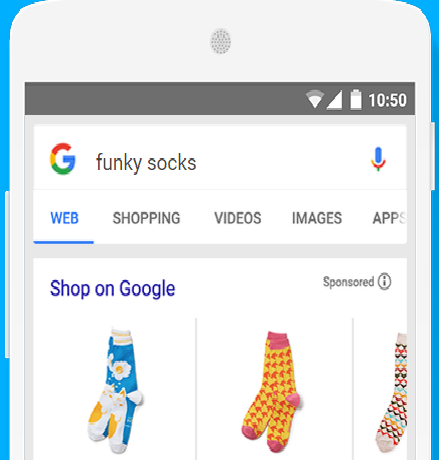 10:50
funky socks
WEB SHOPPING VIDEOS IMAGES APPS
Shop on Google Sponsored